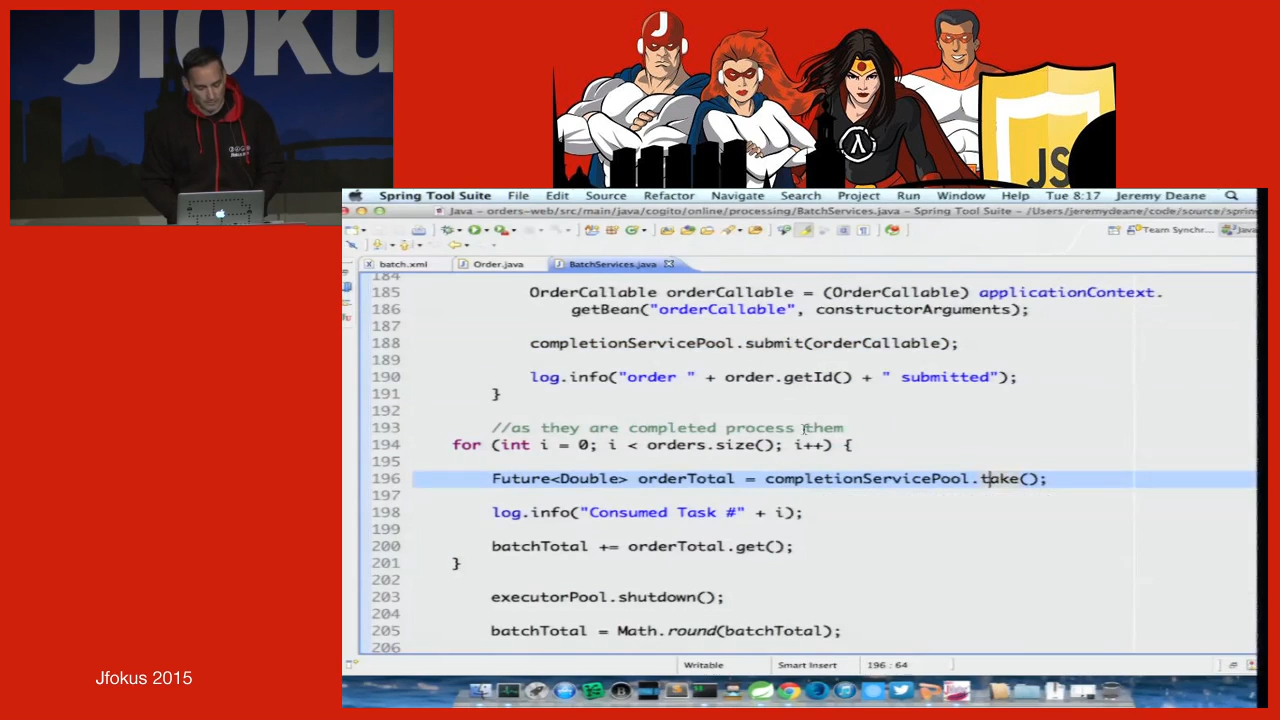 Jfoku
J
JS
Spring Tool Suite File Edit Source Refactor Navigate Search Project Run Window Help Tue 8:17 Jeremy Deane
Java – orders-web/src/main/java/cogito/online/processing/BatchServices.java – Spring Tool Suite – /Users/jeremydeane/code/source/sprin
Team Synchr... Java
batch.xml Order.java BatchServices.java
184
185 OrderCallable orderCallable = (OrderCallable) applicationContext.
186 getBean("orderCallable", constructorArguments);
187
188 completionServicePool.submit(orderCallable);
189
190 log.info("order " + order.getId() + " submitted");
191 }
192
193 //as they are completed process them
194 for (int i = 0; i < orders.size(); i++) {
195
196 Future<Double> orderTotal = completionServicePool.take();
197
198 log.info("Consumed Task #" + i);
199
200 batchTotal += orderTotal.get();
201 }
202
203 executorPool.shutdown();
204
205 batchTotal = Math.round(batchTotal);
206
Writable Smart Insert 196 : 64
Jfokus 2015